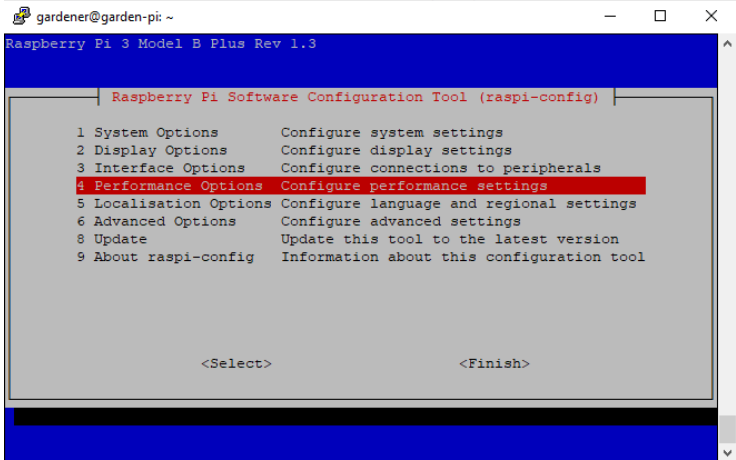 gardener@garden-pi: ~
Raspberry Pi 3 Model B Plus Rev 1.3
Raspberry Pi Software Configuration Tool (raspi-config)
1 System Options Configure system settings
2 Display Options Configure display settings
3 Interface Options Configure connections to peripherals
4 Performance Options Configure performance settings
5 Localisation Options Configure language and regional settings
6 Advanced Options Configure advanced settings
8 Update Update this tool to the latest version
9 About raspi-config Information about this configuration tool
<Select> <Finish>